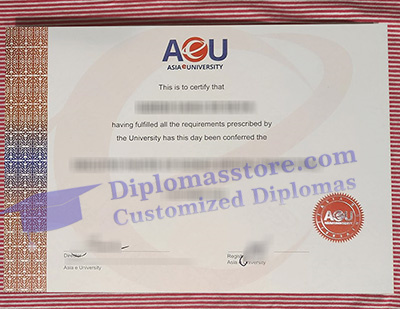 AeU
ASIA e UNIVERSITY
This is to certify that
having fulfilled all the requirements prescribed by
the University has this day been conferred the
Diplomasstore.com
Customized Diplomas
AeU
Asia e University
Asia e University